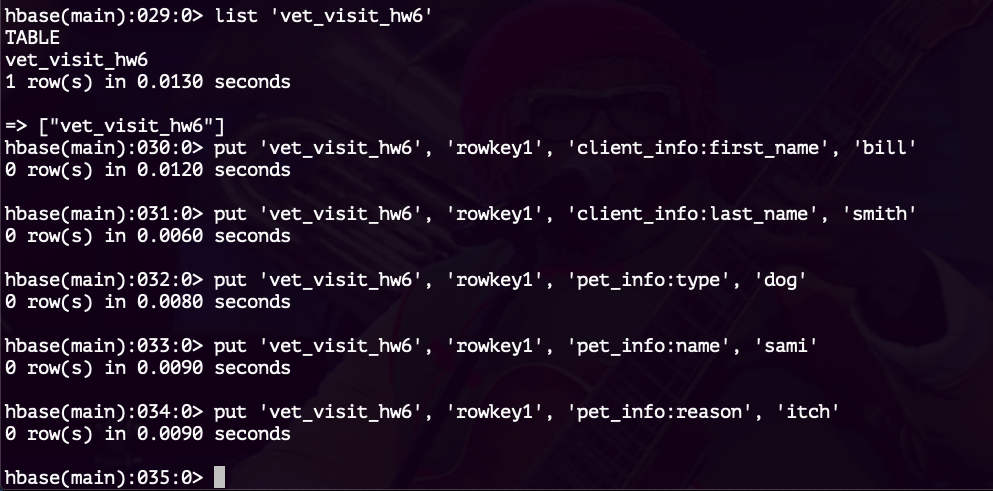 hbase(main):029:0> list 'vet_visit_hw6'
TABLE
vet_visit_hw6
1 row(s) in 0.0130 seconds
=> ["vet_visit_hw6"]
hbase(main):030:0> put 'vet_visit_hw6', 'rowkey1', 'client_info:first_name', 'bill'
0 row(s) in 0.0120 seconds
hbase(main):031:0> put 'vet_visit_hw6', 'rowkey1', 'client_info:last_name', 'smith'
0 row(s) in 0.0060 seconds
hbase(main):032:0> put 'vet_visit_hw6', 'rowkey1', 'pet_info:type', 'dog'
0 row(s) in 0.0080 seconds
hbase(main):033:0> put 'vet_visit_hw6', 'rowkey1', 'pet_info:name', 'sami'
0 row(s) in 0.0090 seconds
hbase(main):034:0> put 'vet_visit_hw6', 'rowkey1', 'pet_info:reason', 'itch'
0 row(s) in 0.0090 seconds
hbase(main):035:0>